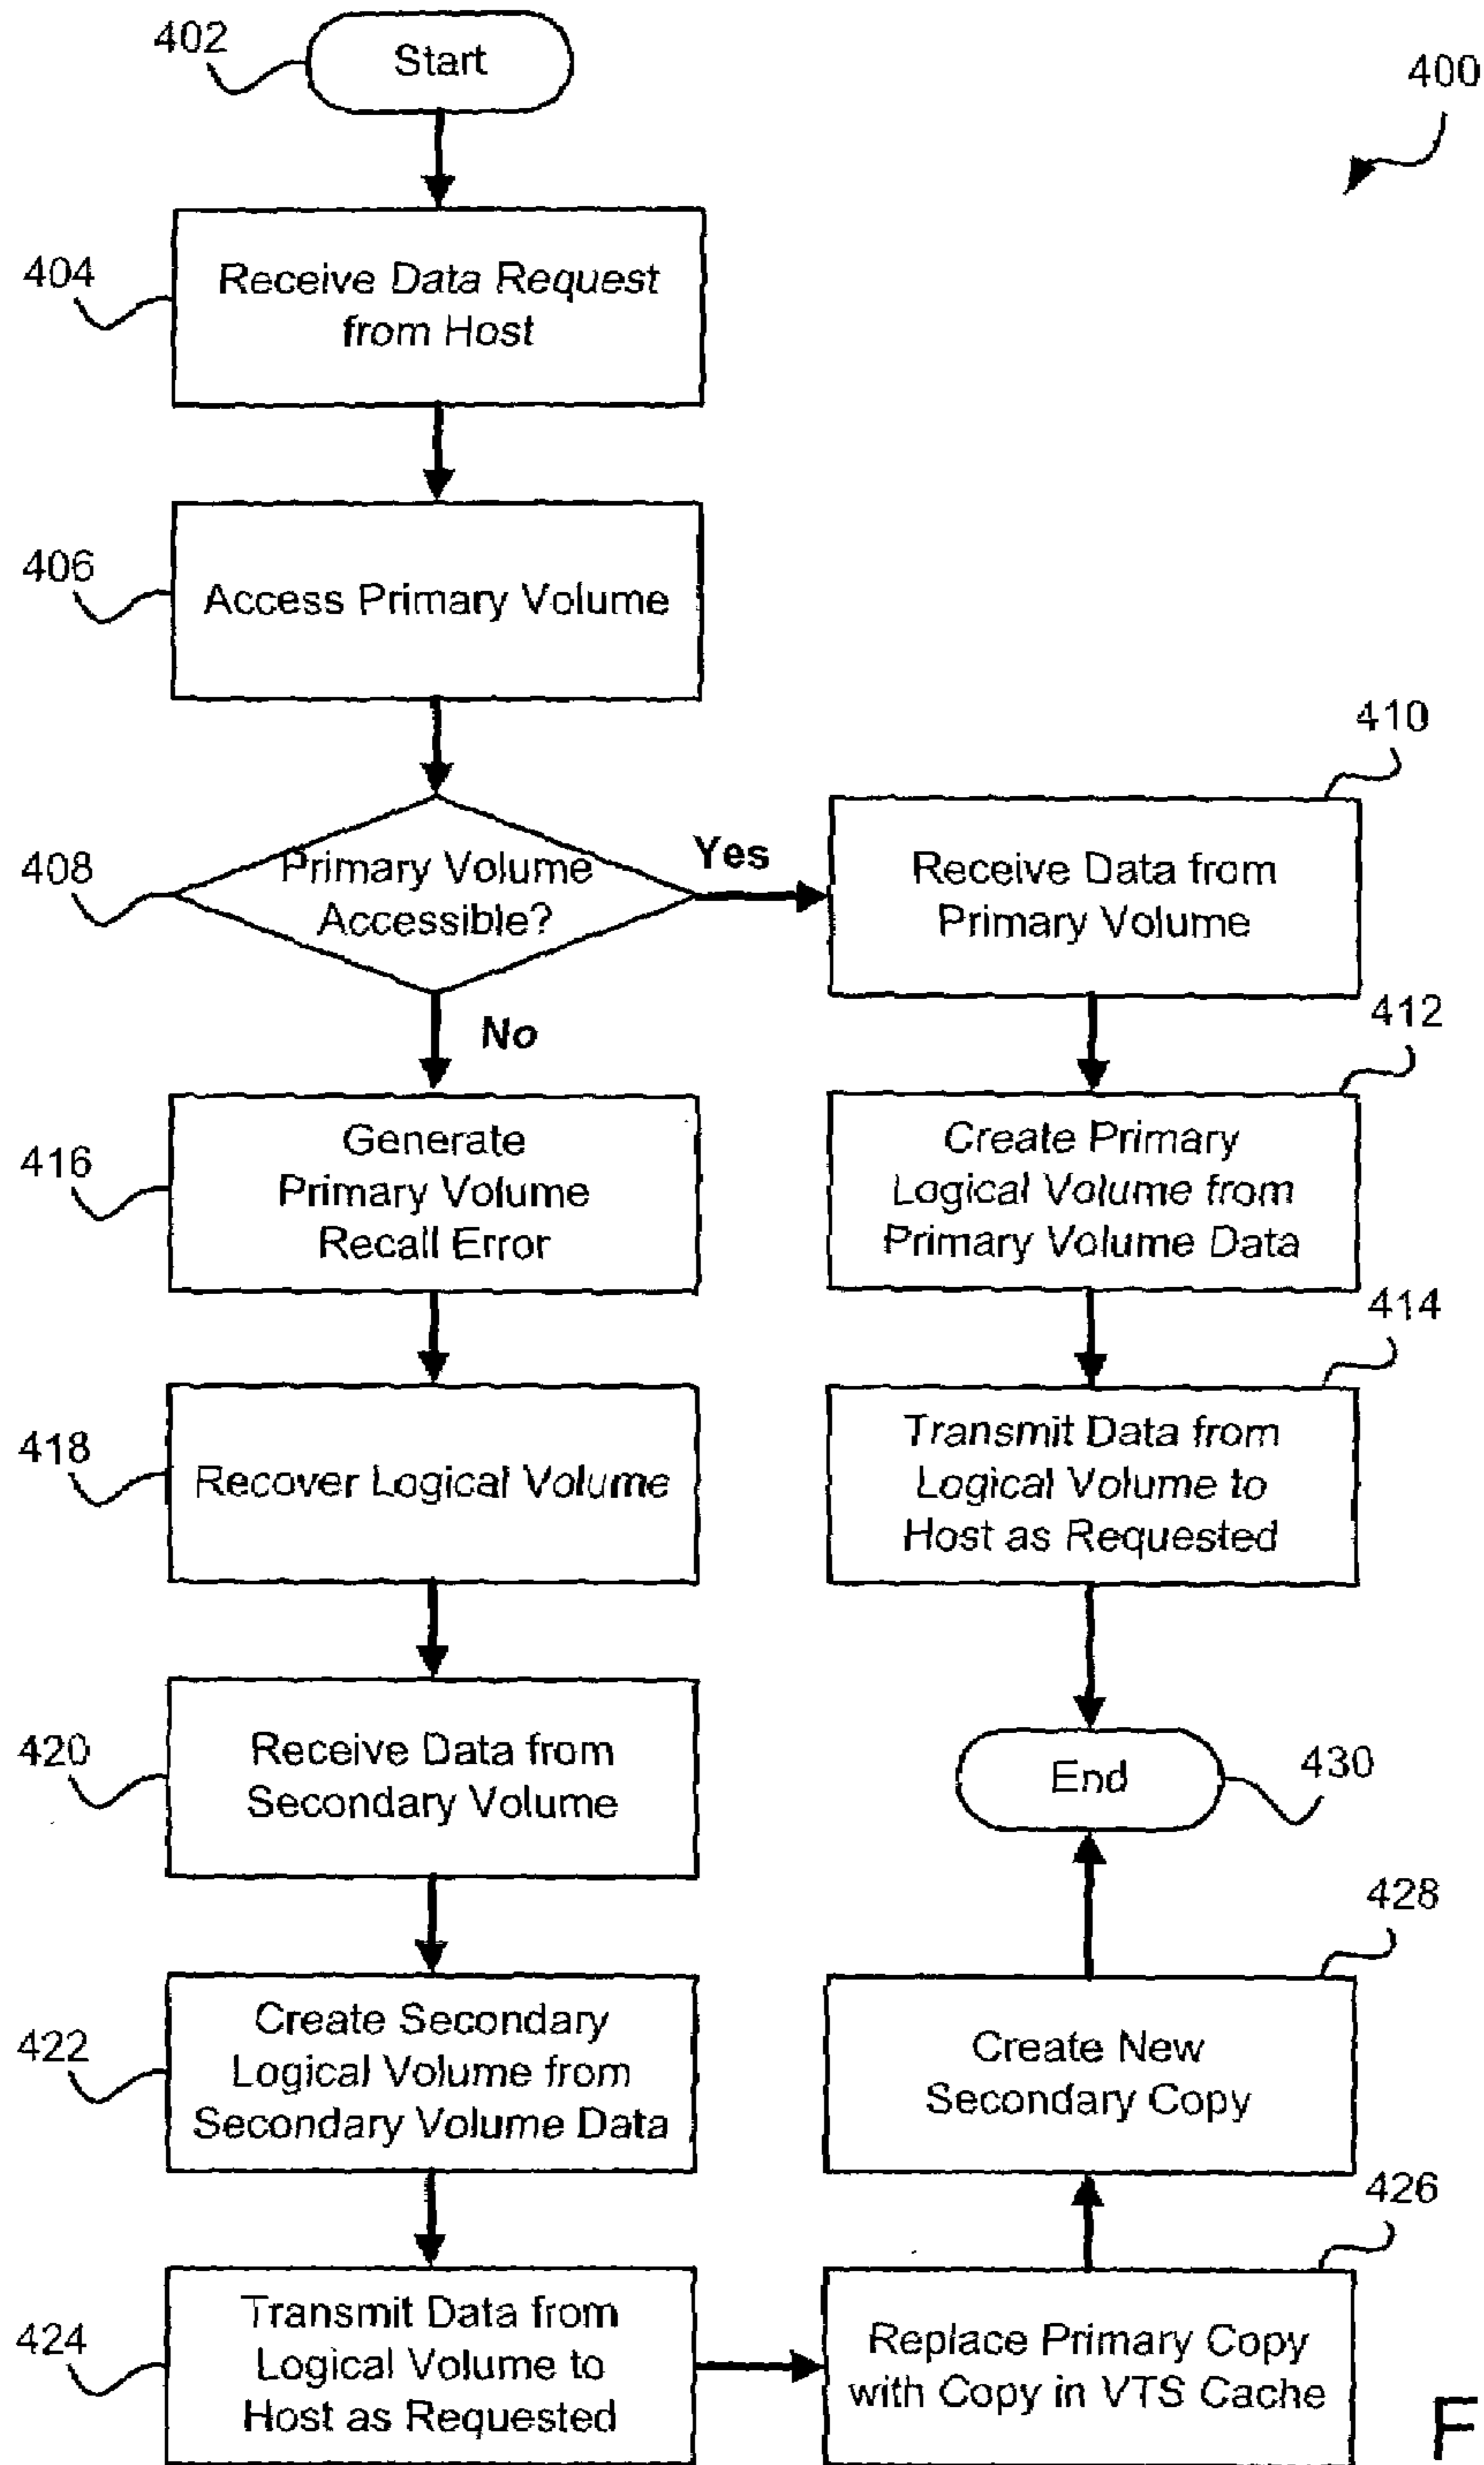 402
Start
400
404
Receive Data Request
from Host
406
Access Primary Volume
408
Primary Volume
Accessible?
Yes
No
410
Receive Data from
Primary Volume
412
Create Primary
Logical Volume from
Primary Volume Data
414
Transmit Data from
Logical Volume to
Host as Requested
416
Generate
Primary Volume
Recall Error
418
Recover Logical Volume
420
Receive Data from
Secondary Volume
422
Create Secondary
Logical Volume from
Secondary Volume Data
424
Transmit Data from
Logical Volume to
Host as Requested
426
Replace Primary Copy
with Copy in VTS Cache
428
Create New
Secondary Copy
End
430
F